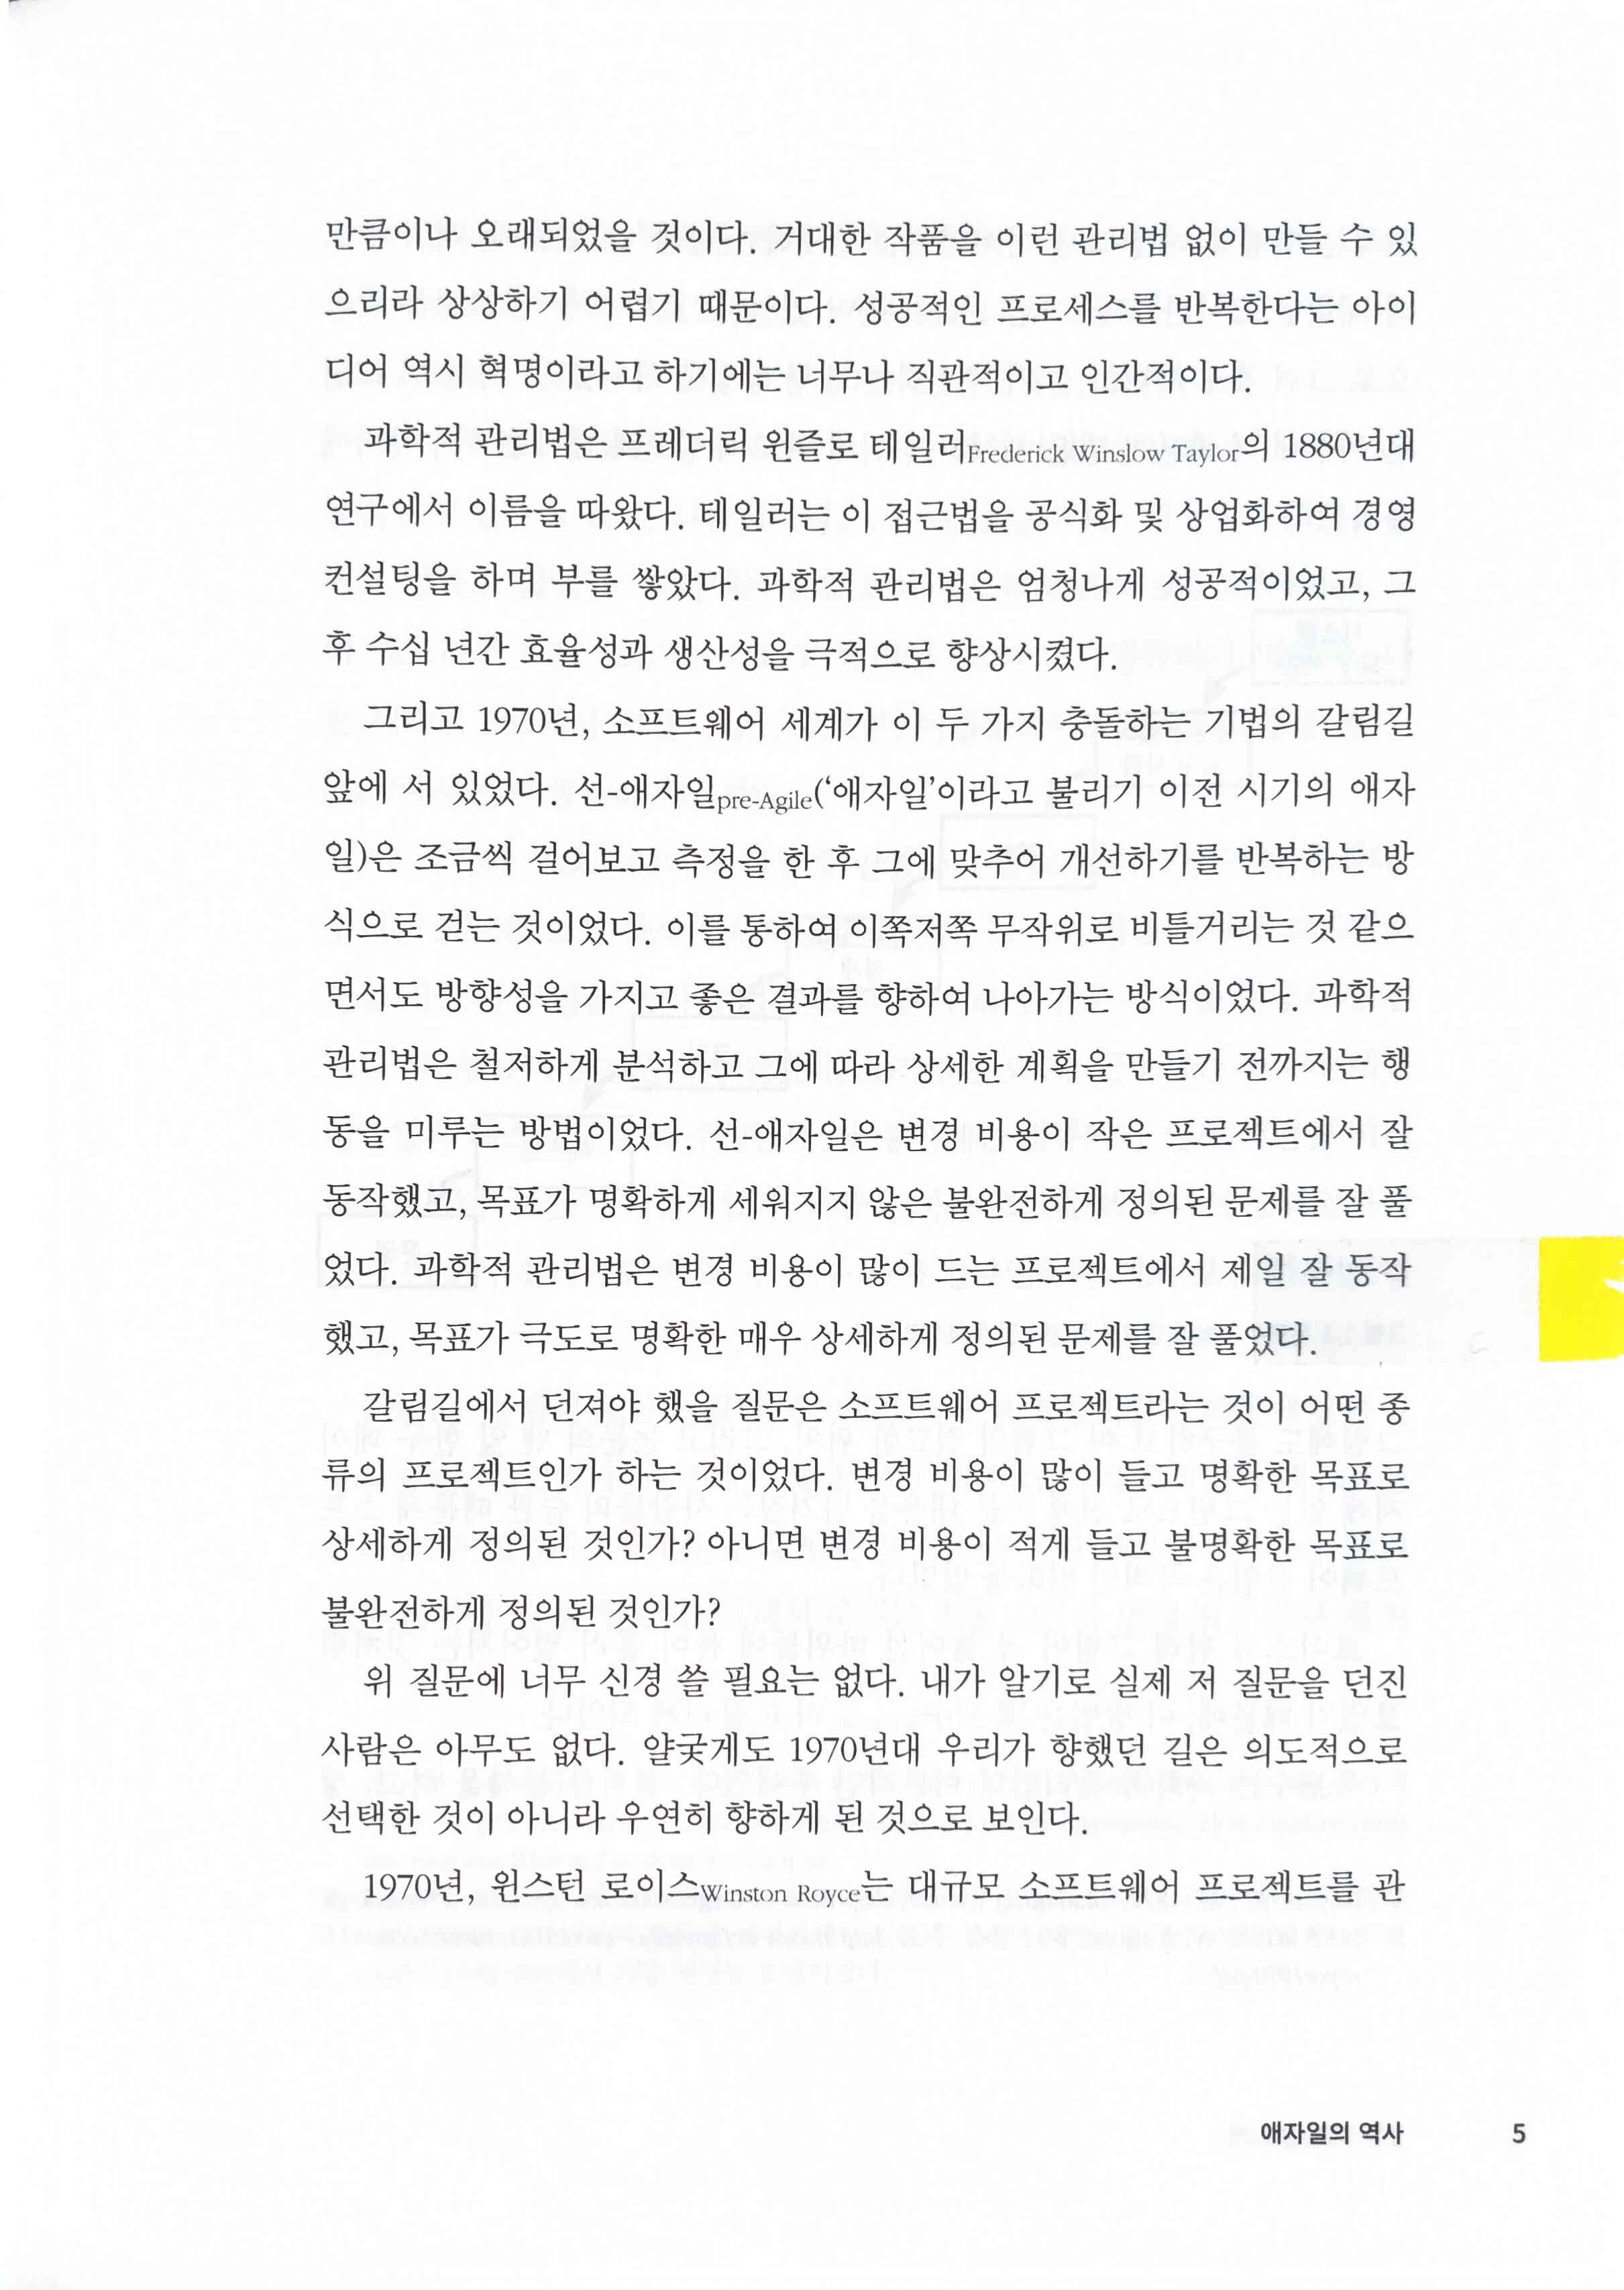 만큼이나 오래되었을 것이다. 거대한 작품을 이런 관리법 없이 만들 수 있
으리라 상상하기 어렵기 때문이다. 성공적인 프로세스를 반복한다는 아이
디어 역시 혁명이라고 하기에는 너무나 직관적이고 인간적이다.
과학적 관리법은 프레더릭 윈즐로 테일러Frederick Winslow Taylor의 1880년대
연구에서 이름을 따왔다. 테일러는 이 접근법을 공식화 및 상업화하여 경영
컨설팅을 하며 부를 쌓았다. 과학적 관리법은 엄청나게 성공적이었고, 그
후 수십 년간 효율성과 생산성을 극적으로 향상시켰다.
그리고 1970년, 소프트웨어 세계가 이 두 가지 충돌하는 기법의 갈림길
앞에 서 있었다. 선-애자일pre-Agile(‘애자일’이라고 불리기 이전 시기의 애자
일)은 조금씩 걸어보고 측정을 한 후 그에 맞추어 개선하기를 반복하는 방
식으로 걷는 것이었다. 이를 통하여 이쪽저쪽 무작위로 비틀거리는 것 같으
면서도 방향성을 가지고 좋은 결과를 향하여 나아가는 방식이었다. 과학적
관리법은 철저하게 분석하고 그에 따라 상세한 계획을 만들기 전까지는 행
동을 미루는 방법이었다. 선-애자일은 변경 비용이 작은 프로젝트에서 잘
동작했고, 목표가 명확하게 세워지지 않은 불완전하게 정의된 문제를 잘 풀
었다. 과학적 관리법은 변경 비용이 많이 드는 프로젝트에서 제일 잘 동작
했고, 목표가 극도로 명확한 매우 상세하게 정의된 문제를 잘 풀었다.
갈림길에서 던져야 했을 질문은 소프트웨어 프로젝트라는 것이 어떤 종
류의 프로젝트인가 하는 것이었다. 변경 비용이 많이 들고 명확한 목표로
상세하게 정의된 것인가? 아니면 변경 비용이 적게 들고 불명확한 목표로
불완전하게 정의된 것인가?
위 질문에 너무 신경 쓸 필요는 없다. 내가 알기로 실제 저 질문을 던진
사람은 아무도 없다. 얄궂게도 1970년대 우리가 향했던 길은 의도적으로
선택한 것이 아니라 우연히 향하게 된 것으로 보인다.
1970년, 윈스턴 로이스Winston Royce는 대규모 소프트웨어 프로젝트를 관
애자일의 역사 5